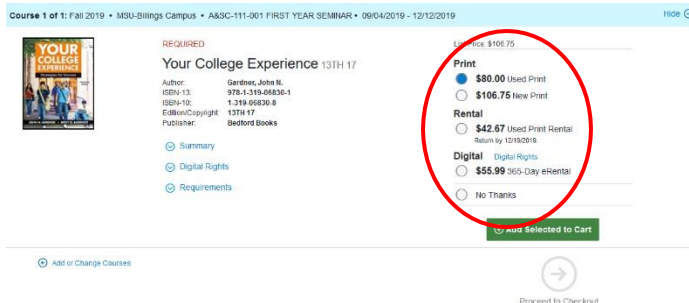 Course 1 of 1: Fall 2019 • MSU-Billings Campus • A&SC-111-001 FIRST YEAR SEMINAR • 09/04/2019 - 12/12/2019
Hide
YOUR
COLLEGE
EXPERIENCE
REQUIRED
Your College Experience 13TH 17
Author: Gardner, John N.
ISBN-13: 978-1-319-06830-1
ISBN-10: 1-319-06830-8
Edition/Copyright: 13TH 17
Publisher: Bedford Books
Summary
Digital Rights
Requirements
List Price: $106.75
Print
$80.00 Used Print
$106.75 New Print
Rental
$42.67 Used Print Rental
Return by 12/19/2019
Digital Digital Rights
$55.99 365-Day eRental
No Thanks
Add Selected to Cart
Add or Change Courses
Proceed to Checkout